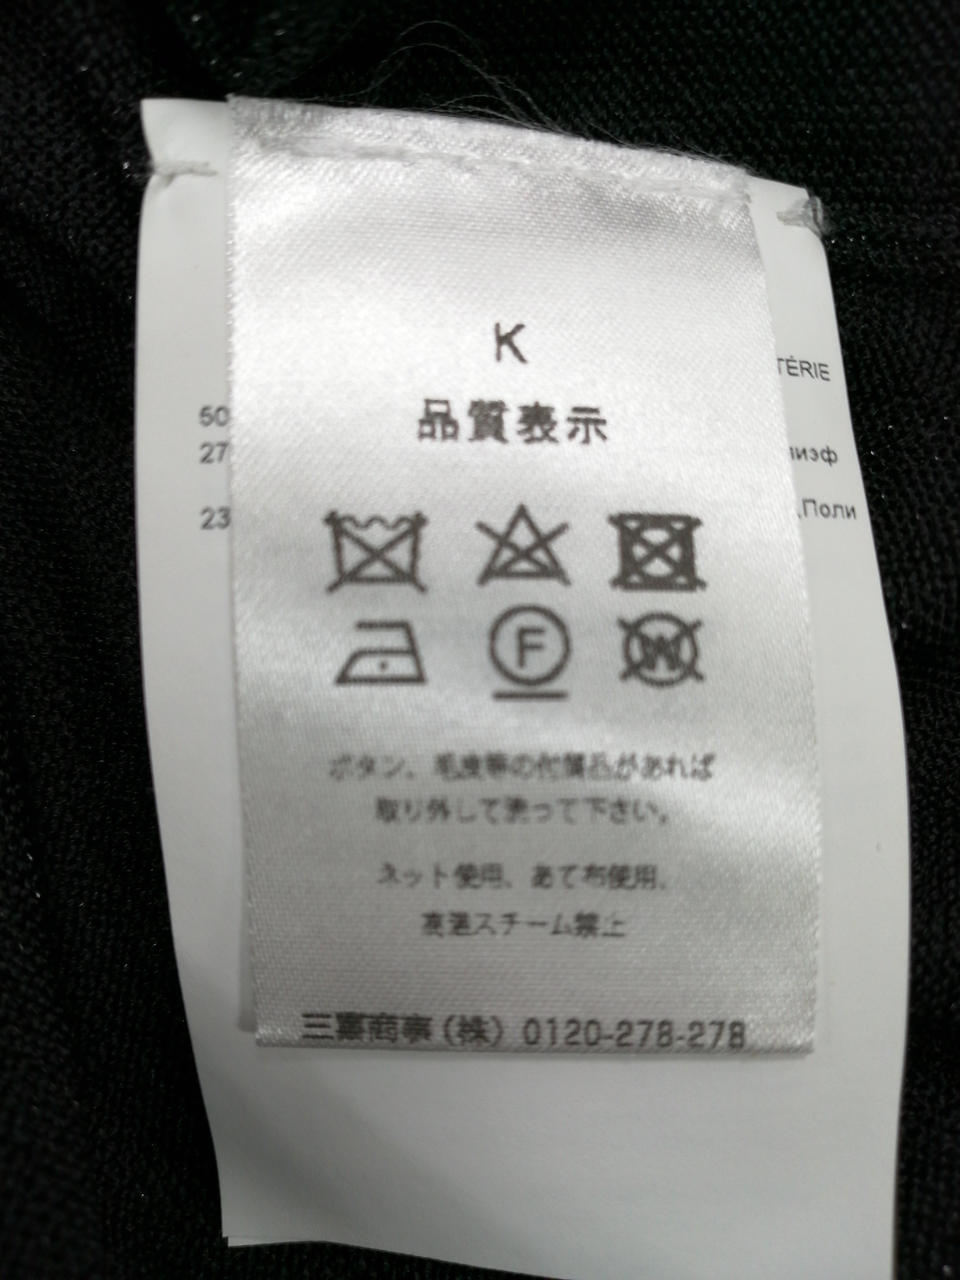 K
品質表示
TÉRIE
50
27
иэф
23
,Поли
F
W
ボタン、毛皮等の付属品があれば
取り外して洗って下さい。
ネット使用、あて布使用、
高温スチーム禁止
三喜商事(株) 0120-278-278